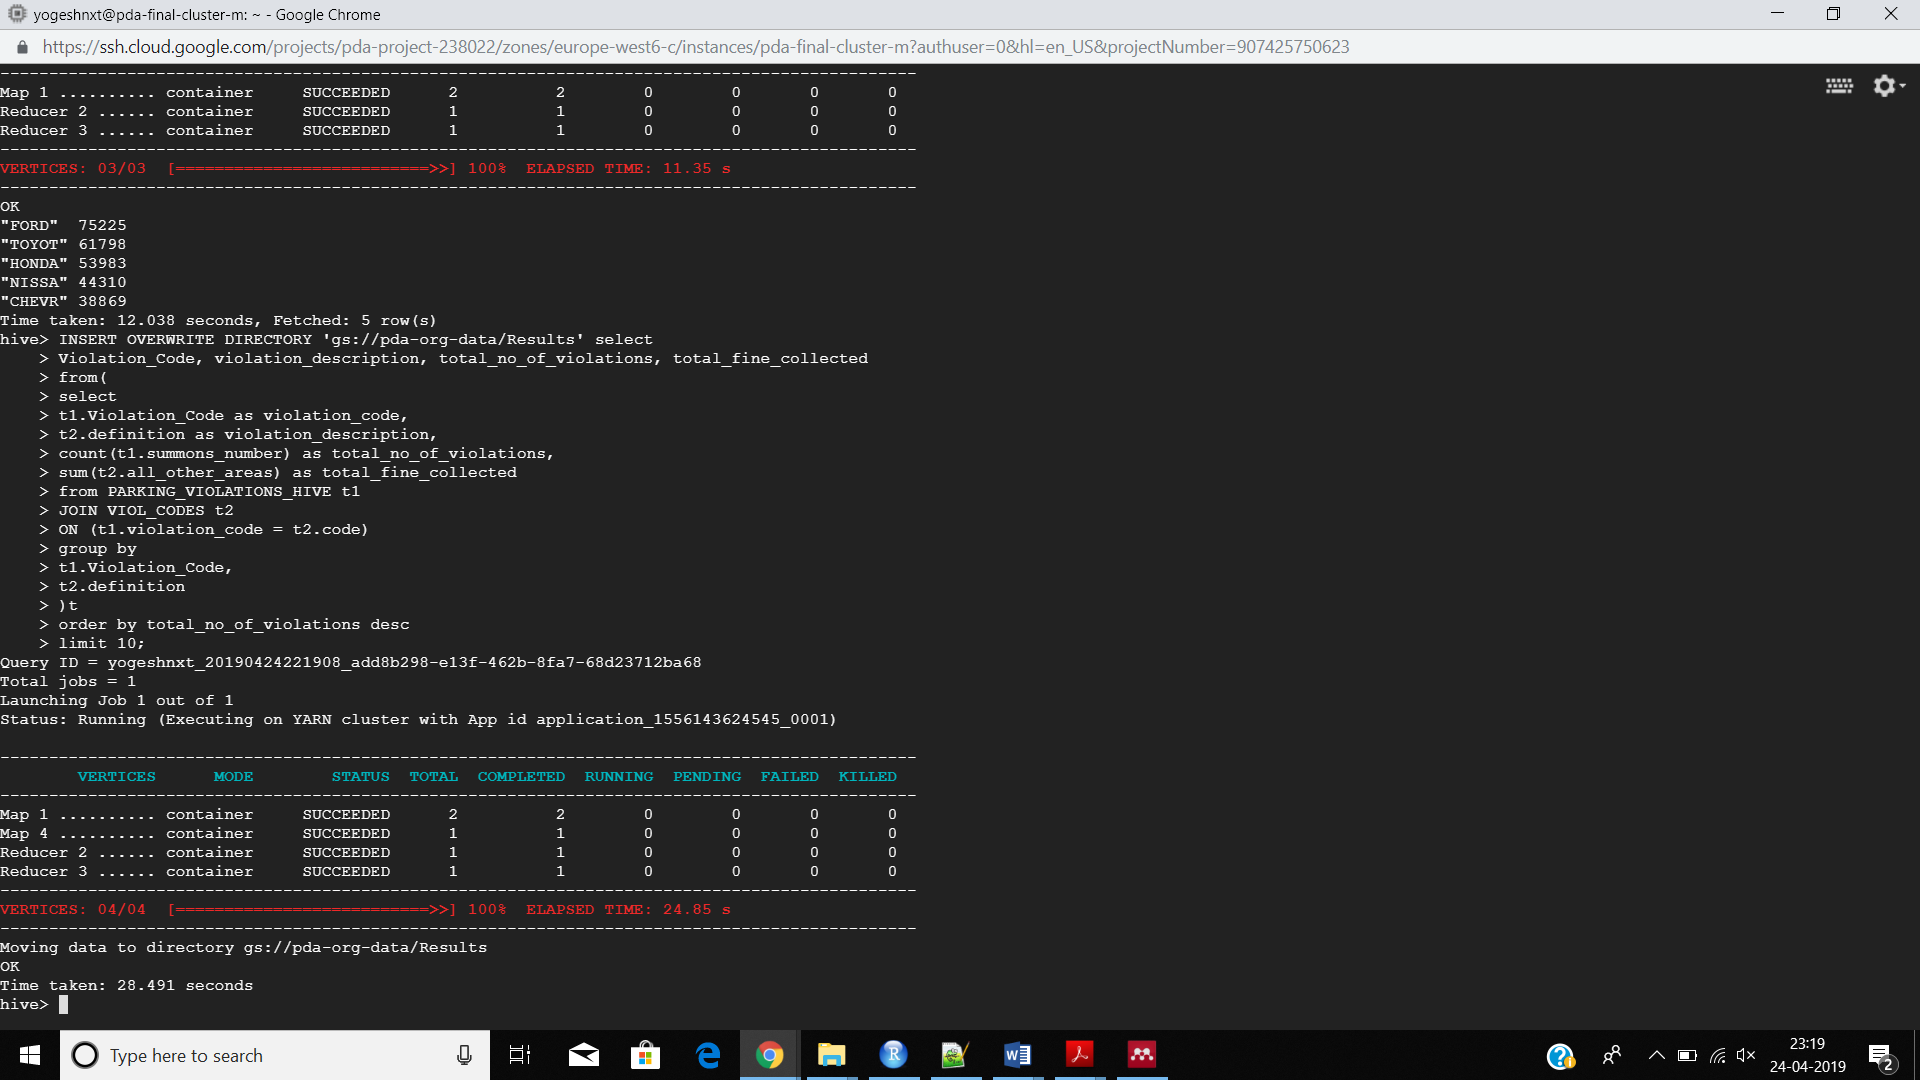 yogeshnxt@pda-final-cluster-m: ~ - Google Chrome
https://ssh.cloud.google.com/projects/pda-project-238022/zones/europe-west6-c/instances/pda-final-cluster-m?authuser=0&hl=en_US&projectNumber=907425750623
----------------------------------------------------------------------------------------------
Map 1 .......... container     SUCCEEDED      2          2        0        0       0       0
Reducer 2 ...... container     SUCCEEDED      1          1        0        0       0       0
Reducer 3 ...... container     SUCCEEDED      1          1        0        0       0       0
----------------------------------------------------------------------------------------------
VERTICES: 03/03  [==========================>>] 100%  ELAPSED TIME: 11.35 s
----------------------------------------------------------------------------------------------
OK
"FORD"  75225
"TOYOT" 61798
"HONDA" 53983
"NISSA" 44310
"CHEVR" 38869
Time taken: 12.038 seconds, Fetched: 5 row(s)
hive> INSERT OVERWRITE DIRECTORY 'gs://pda-org-data/Results' select
    > Violation_Code, violation_description, total_no_of_violations, total_fine_collected
    > from(
    > select
    > t1.Violation_Code as violation_code,
    > t2.definition as violation_description,
    > count(t1.summons_number) as total_no_of_violations,
    > sum(t2.all_other_areas) as total_fine_collected
    > from PARKING_VIOLATIONS_HIVE t1
    > JOIN VIOL_CODES t2
    > ON (t1.violation_code = t2.code)
    > group by
    > t1.Violation_Code,
    > t2.definition
    > )t
    > order by total_no_of_violations desc
    > limit 10;
Query ID = yogeshnxt_20190424221908_add8b298-e13f-462b-8fa7-68d23712ba68
Total jobs = 1
Launching Job 1 out of 1
Status: Running (Executing on YARN cluster with App id application_1556143624545_0001)
----------------------------------------------------------------------------------------------
        VERTICES      MODE        STATUS  TOTAL  COMPLETED  RUNNING  PENDING  FAILED  KILLED
----------------------------------------------------------------------------------------------
Map 1 .......... container     SUCCEEDED      2          2        0        0       0       0
Map 4 .......... container     SUCCEEDED      1          1        0        0       0       0
Reducer 2 ...... container     SUCCEEDED      1          1        0        0       0       0
Reducer 3 ...... container     SUCCEEDED      1          1        0        0       0       0
----------------------------------------------------------------------------------------------
VERTICES: 04/04  [==========================>>] 100%  ELAPSED TIME: 24.85 s
----------------------------------------------------------------------------------------------
Moving data to directory gs://pda-org-data/Results
OK
Time taken: 28.491 seconds
hive>
Type here to search
23:19
24-04-2019
2